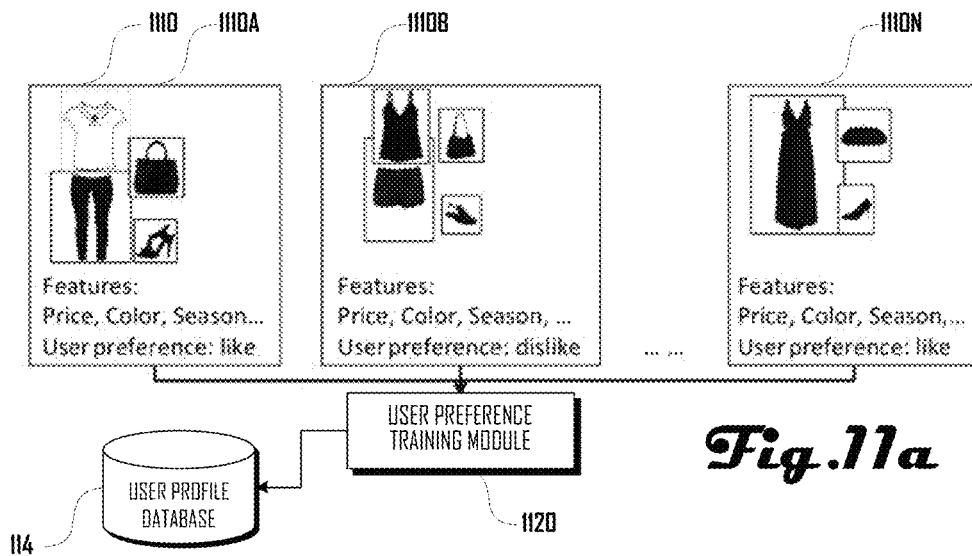 1110 1110A 1110B 1110N
Features:
Price, Color, Season...
User preference: like
Features:
Price, Color, Season, ...
User preference: dislike
... ...
Features:
Price, Color, Season,...
User preference: like
USER PREFERENCE
TRAINING MODULE
Fig.11a
USER PROFILE
DATABASE
1120
114